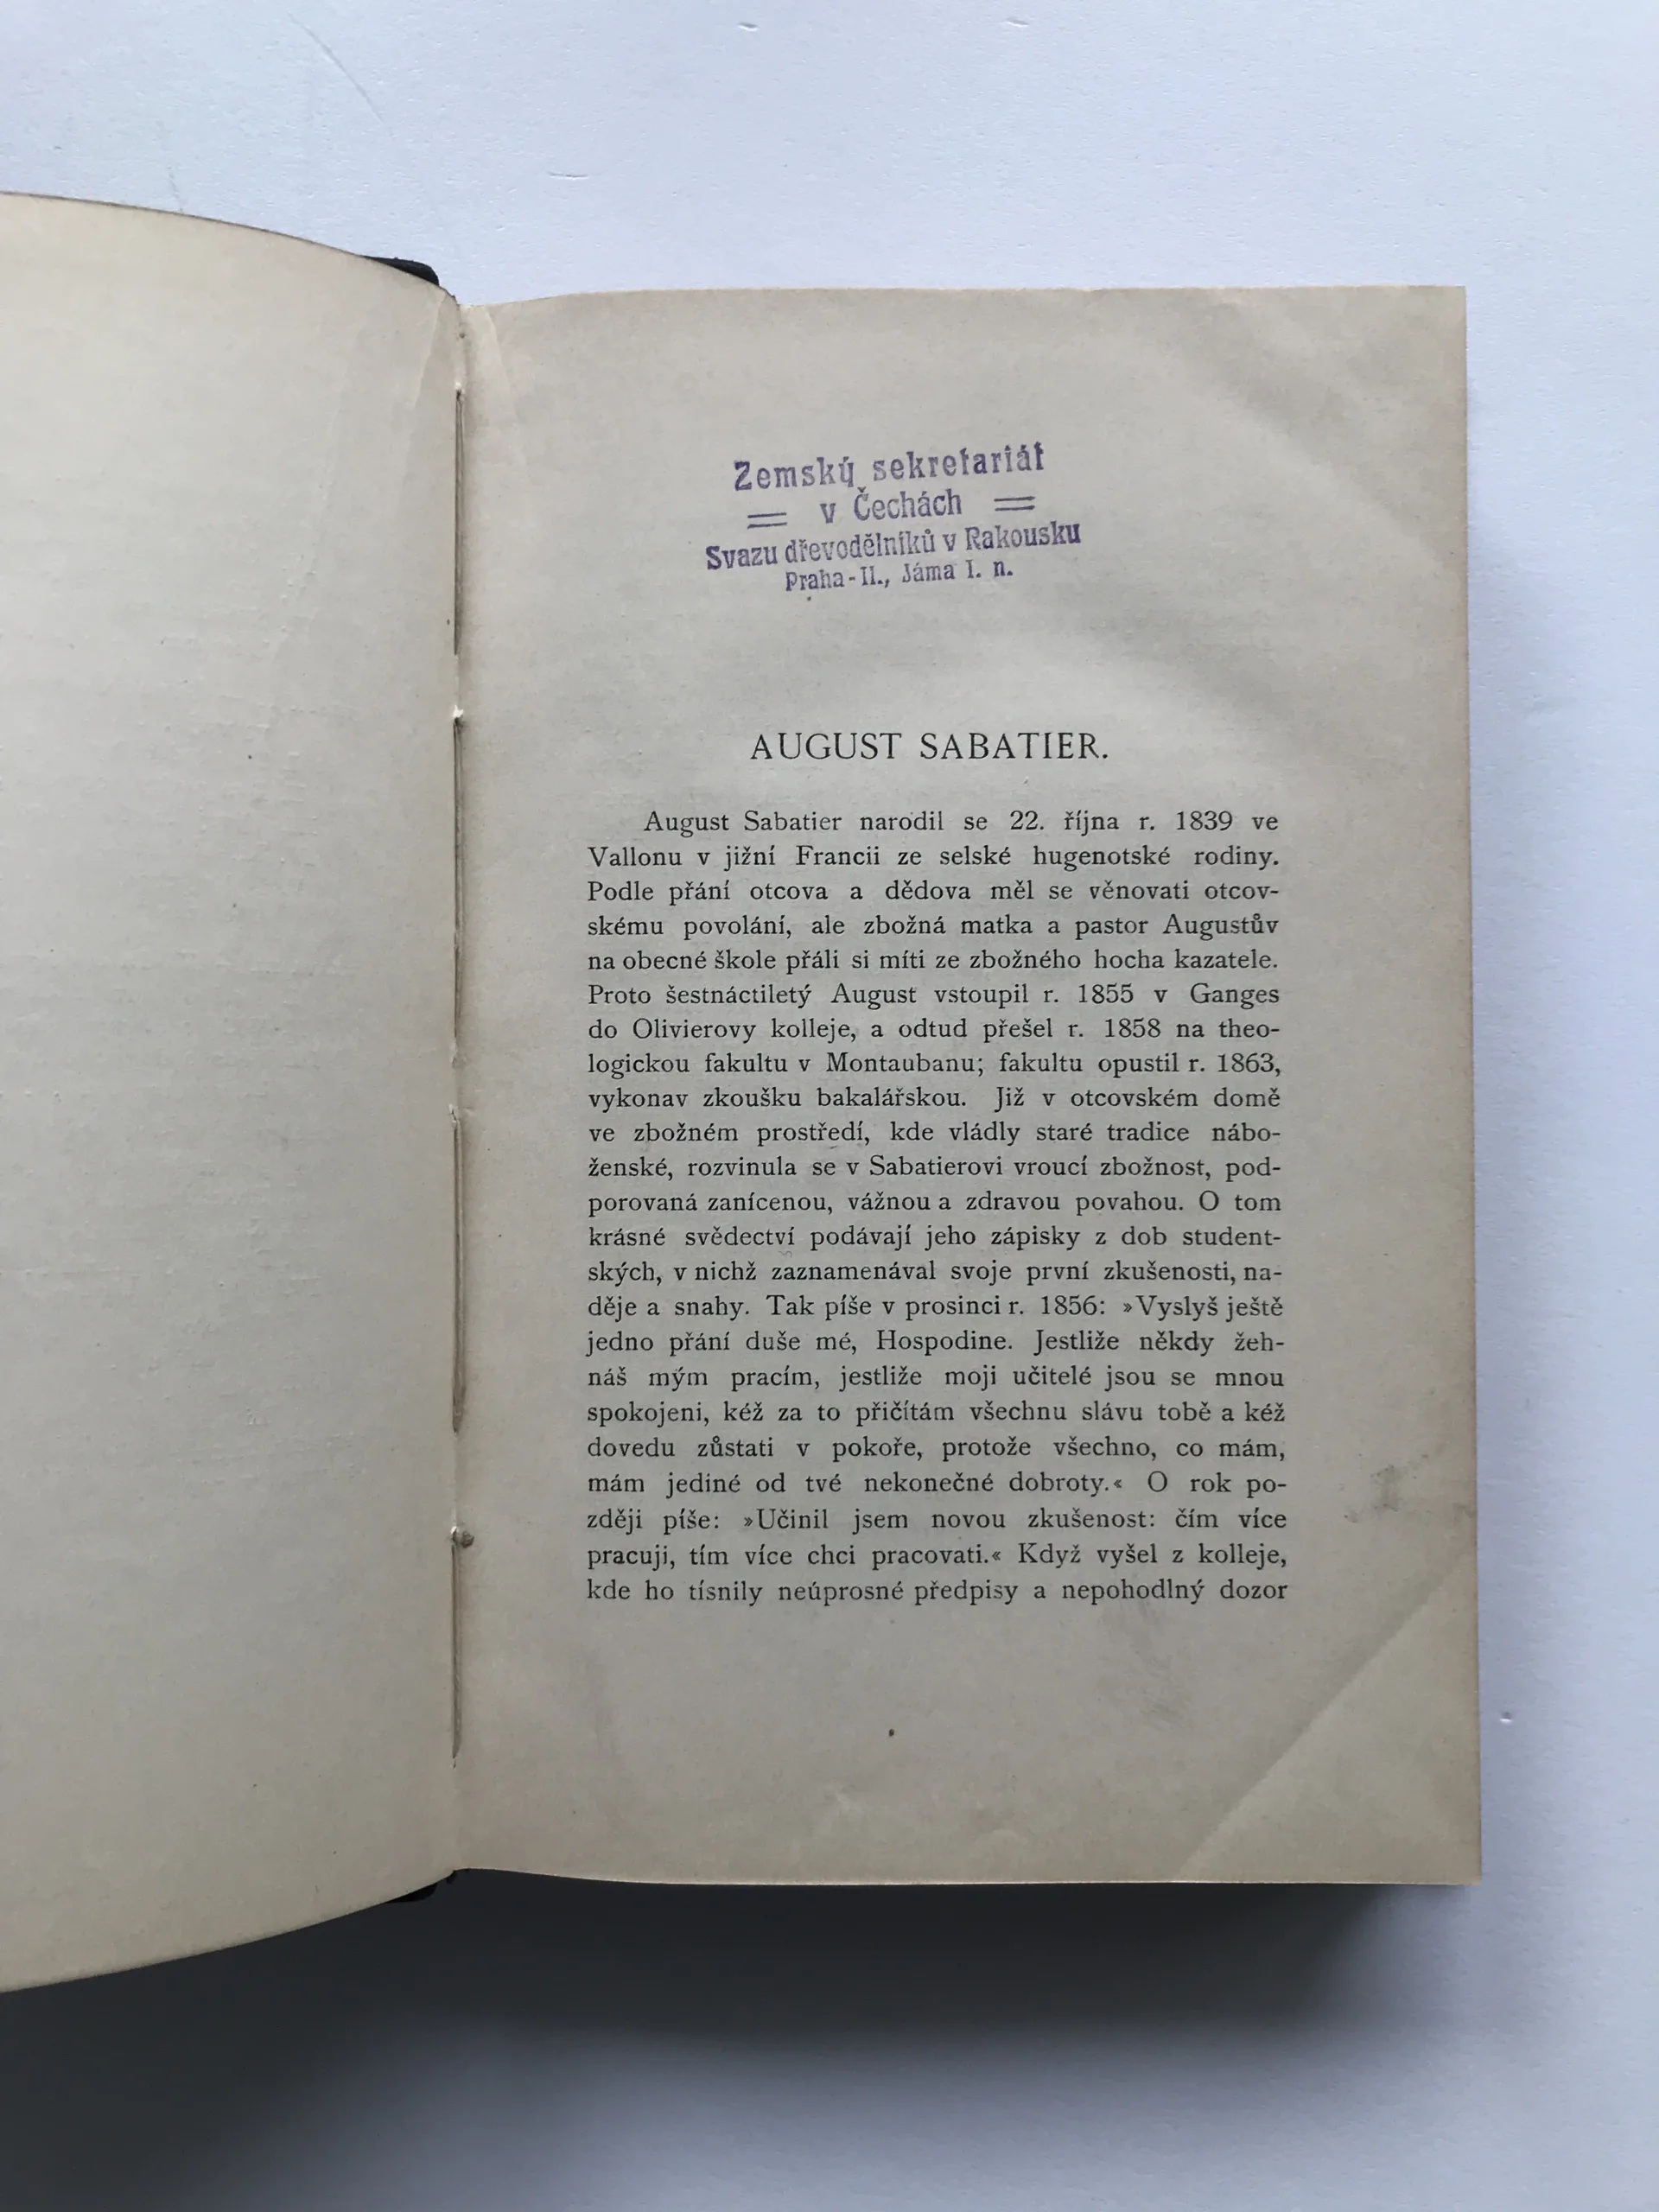 Zemský sekretariát
= v Čechách =
Svazu dřevodělníků v Rakousku
Praha-II., Jáma I. n.
AUGUST SABATIER.
August Sabatier narodil se 22. října r. 1839 ve
Vallonu v jižní Francii ze selské hugenotské rodiny.
Podle přání otcova a dědova měl se věnovati otcov-
skému povolání, ale zbožná matka a pastor Augustův
na obecné škole přáli si míti ze zbožného hocha kazatele.
Proto šestnáctiletý August vstoupil r. 1855 v Ganges
do Olivierovy kolleje, a odtud přešel r. 1858 na theo-
logickou fakultu v Montaubanu; fakultu opustil r. 1863,
vykonav zkoušku bakalářskou. Již v otcovském domě
ve zbožném prostředí, kde vládly staré tradice nábo-
ženské, rozvinula se v Sabatierovi vroucí zbožnost, pod-
porovaná zanícenou, vážnou a zdravou povahou. O tom
krásné svědectví podávají jeho zápisky z dob student-
ských, v nichž zaznamenával svoje první zkušenosti, na-
děje a snahy. Tak píše v prosinci r. 1856: »Vyslyš ještě
jedno přání duše mé, Hospodine. Jestliže někdy žeh-
náš mým pracím, jestliže moji učitelé jsou se mnou
spokojeni, kéž za to přičítám všechnu slávu tobě a kéž
dovedu zůstati v pokoře, protože všechno, co mám,
mám jediné od tvé nekonečné dobroty.« O rok po-
zději píše: »Učinil jsem novou zkušenost: čím více
pracuji, tím více chci pracovati.« Když vyšel z kolleje,
kde ho tísnily neúprosné předpisy a nepohodlný dozor